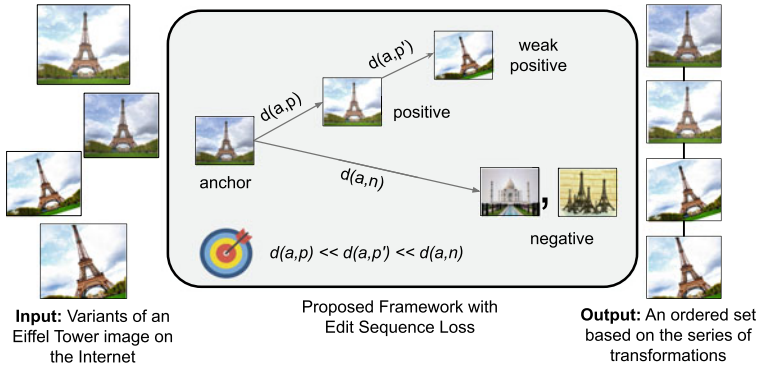 d(a,p')
weak
positive
d(a,p)
positive
anchor
d(a,n)
,
negative
d(a,p) << d(a,p') << d(a,n)
Input: Variants of an
Eiffel Tower image on
the Internet
Proposed Framework with
Edit Sequence Loss
Output: An ordered set
based on the series of
transformations